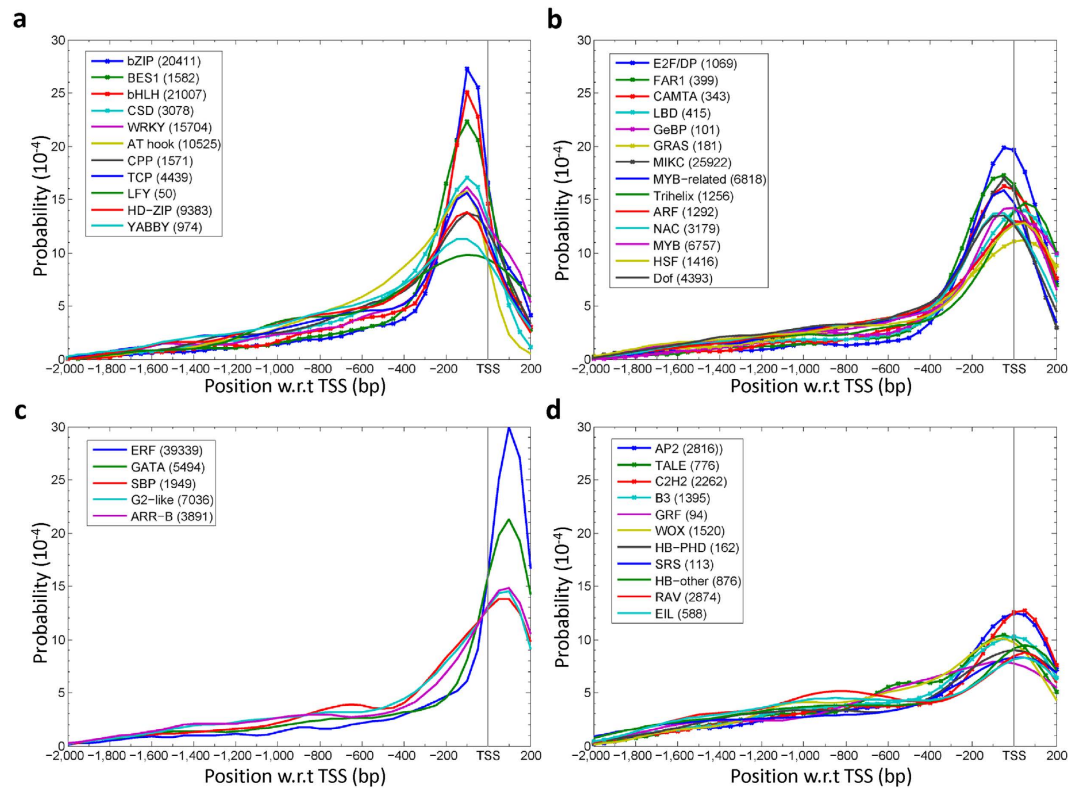 a
30
25
20
15
10
5
0
Probability (10-4)
bZIP (20411)
BES1 (1582)
bHLH (21007)
CSD (3078)
WRKY (15704)
AT hook (10525)
CPP (1571)
TCP (4439)
LFY (50)
HD−ZIP (9383)
YABBY (974)
−2,000 −1,800 −1,600 −1,400 −1,200 −1,000 −800 −600 −400 −200 TSS 200
Position w.r.t TSS (bp)
b
30
25
20
15
10
5
0
Probability (10-4)
E2F/DP (1069)
FAR1 (399)
CAMTA (343)
LBD (415)
GeBP (101)
GRAS (181)
MIKC (25922)
MYB−related (6818)
Trihelix (1256)
ARF (1292)
NAC (3179)
MYB (6757)
HSF (1416)
Dof (4393)
−2,000 −1,800 −1,600 −1,400 −1,200 −1,000 −800 −600 −400 −200 TSS 200
Position w.r.t TSS (bp)
c
30
25
20
15
10
5
0
Probability (10-4)
ERF (39339)
GATA (5494)
SBP (1949)
G2−like (7036)
ARR−B (3891)
−2,000 −1,800 −1,600 −1,400 −1,200 −1,000 −800 −600 −400 −200 TSS 200
Position w.r.t TSS (bp)
d
30
25
20
15
10
5
0
Probability (10-4)
AP2 (2816))
TALE (776)
C2H2 (2262)
B3 (1395)
GRF (94)
WOX (1520)
HB−PHD (162)
SRS (113)
HB−other (876)
RAV (2874)
EIL (588)
−2,000 −1,800 −1,600 −1,400 −1,200 −1,000 −800 −600 −400 −200 TSS 200
Position w.r.t TSS (bp)